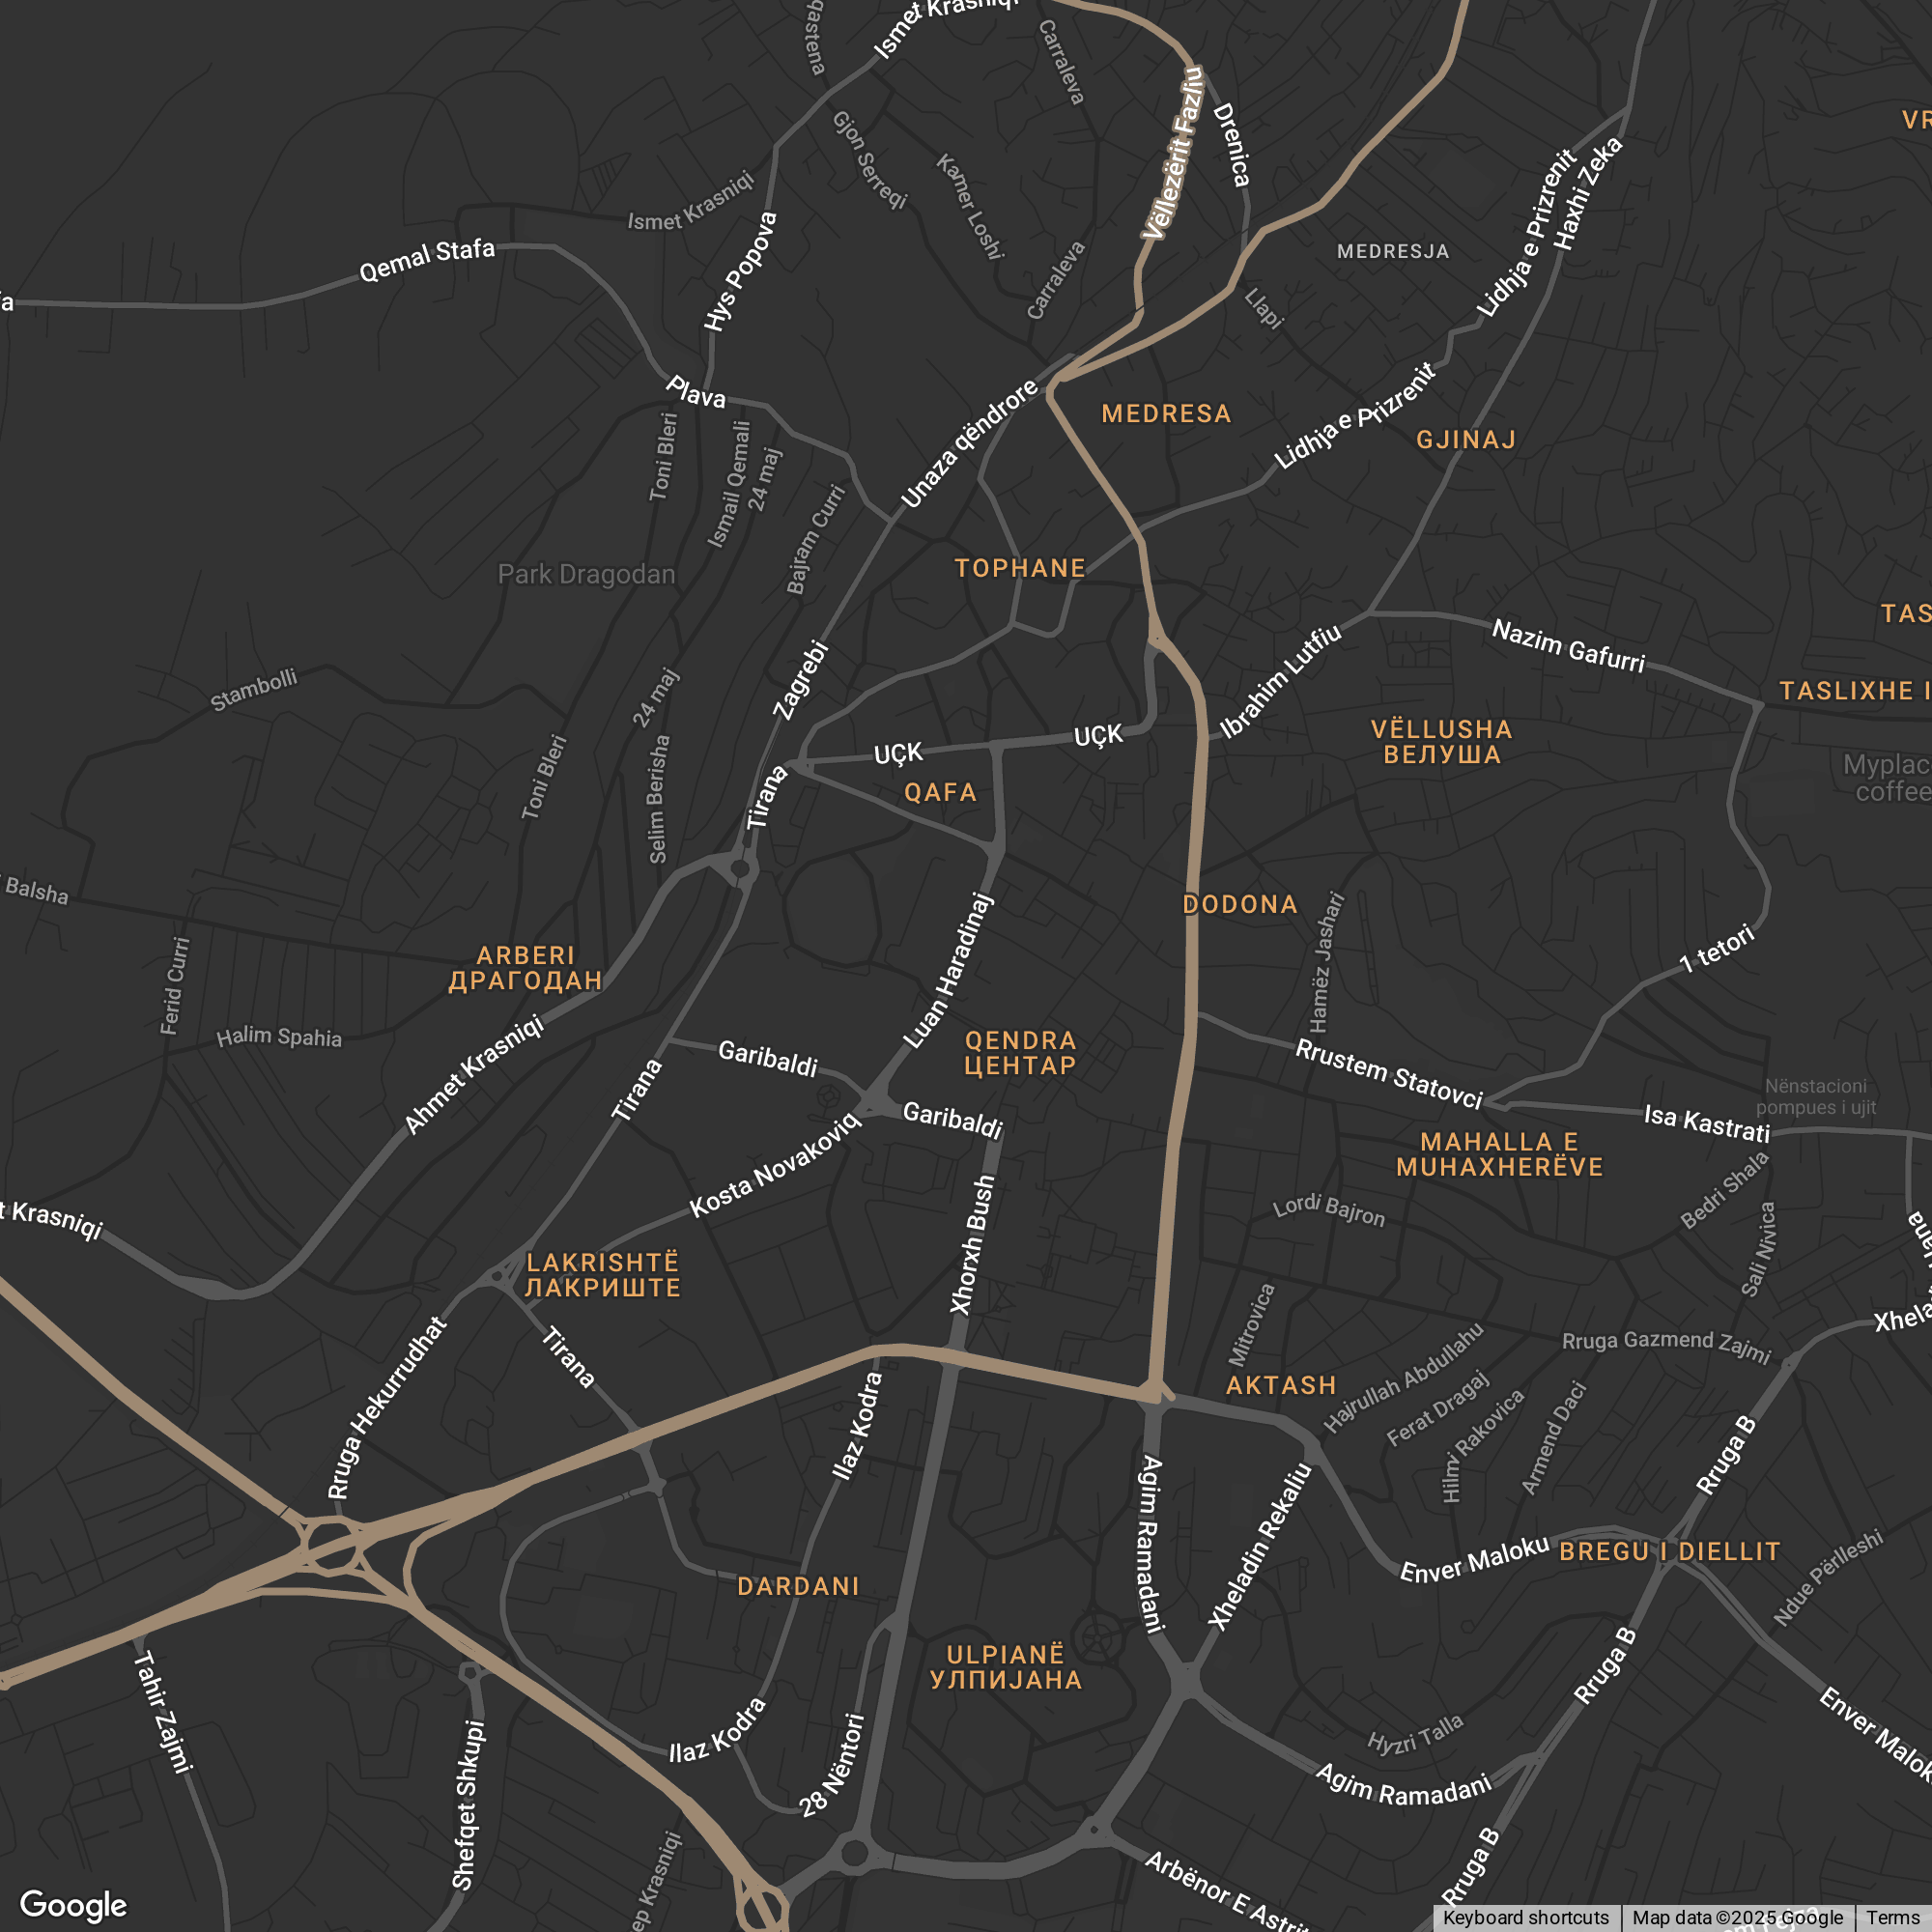 Ismet Krasniqi
Carraleva
Vëllezërit Fazliu
Drenica
Gjon Serreqi
Kamer Loshi
Ismet Krasniqi
Hys Popova
Qemal Stafa
Carraleva
MEDRESJA
Lidhja e Prizrenit
Haxhi Zeka
Llapi
Plava
Unaza qëndrore
MEDRESA
Lidhja e Prizrenit
GJINAJ
Toni Bleri
Ismail Qemali
24 maj
Bajram Curri
Park Dragodan
TOPHANE
Zagrebi
Ibrahim Lutfiu
Nazim Gafurri
Stambolli
24 maj
TASLIXHE I
VËLLUSHA
ВЕЛУША
UÇK
UÇK
Toni Bleri
Selim Berisha
Tirana
QAFA
Myplac
coffee
Balsha
DODONA
Hamëz Jashari
Luan Haradinaj
1 tetori
ARBERI
ДРАГОДАН
Ferid Curri
Halim Spahia
Ahmet Krasniqi
Garibaldi
QENDRA
ЦЕНТАР
Tirana
Rrustem Statovci
Nënstacioni
pompues i ujit
Garibaldi
Isa Kastrati
MAHALLA E
MUHAXHERËVE
Kosta Novakoviq
Bedri Shala
Lordi Bajron
t Krasniqi
Xhorxh Bush
Sali Nivica
LAKRISHTË
ЛАКРИШТЕ
Mitrovica
Rruga Gazmend Zajmi
Xhela
Tirana
Rruga Hekurrudhat
AKTASH
Hajrullah Abdullahu
Ferat Dragaj
Hilmi Rakovica
Armend Daci
Ilaz Kodra
Rruga B
Agim Ramadani
Xheladin Rekaliu
Enver Maloku
BREGU I DIELLIT
Ndue Përlleshi
DARDANI
ULPIANË
УЛПИЈАНА
Rruga B
Tahir Zajmi
Shefqet Shkupi
Ilaz Kodra
28 Nëntori
Hyzri Talla
Agim Ramadani
Enver Malok
Rruga B
ep Krasniqi
Arbënor E Astrit
Google
Keyboard shortcuts
Map data ©2025 Google
Terms